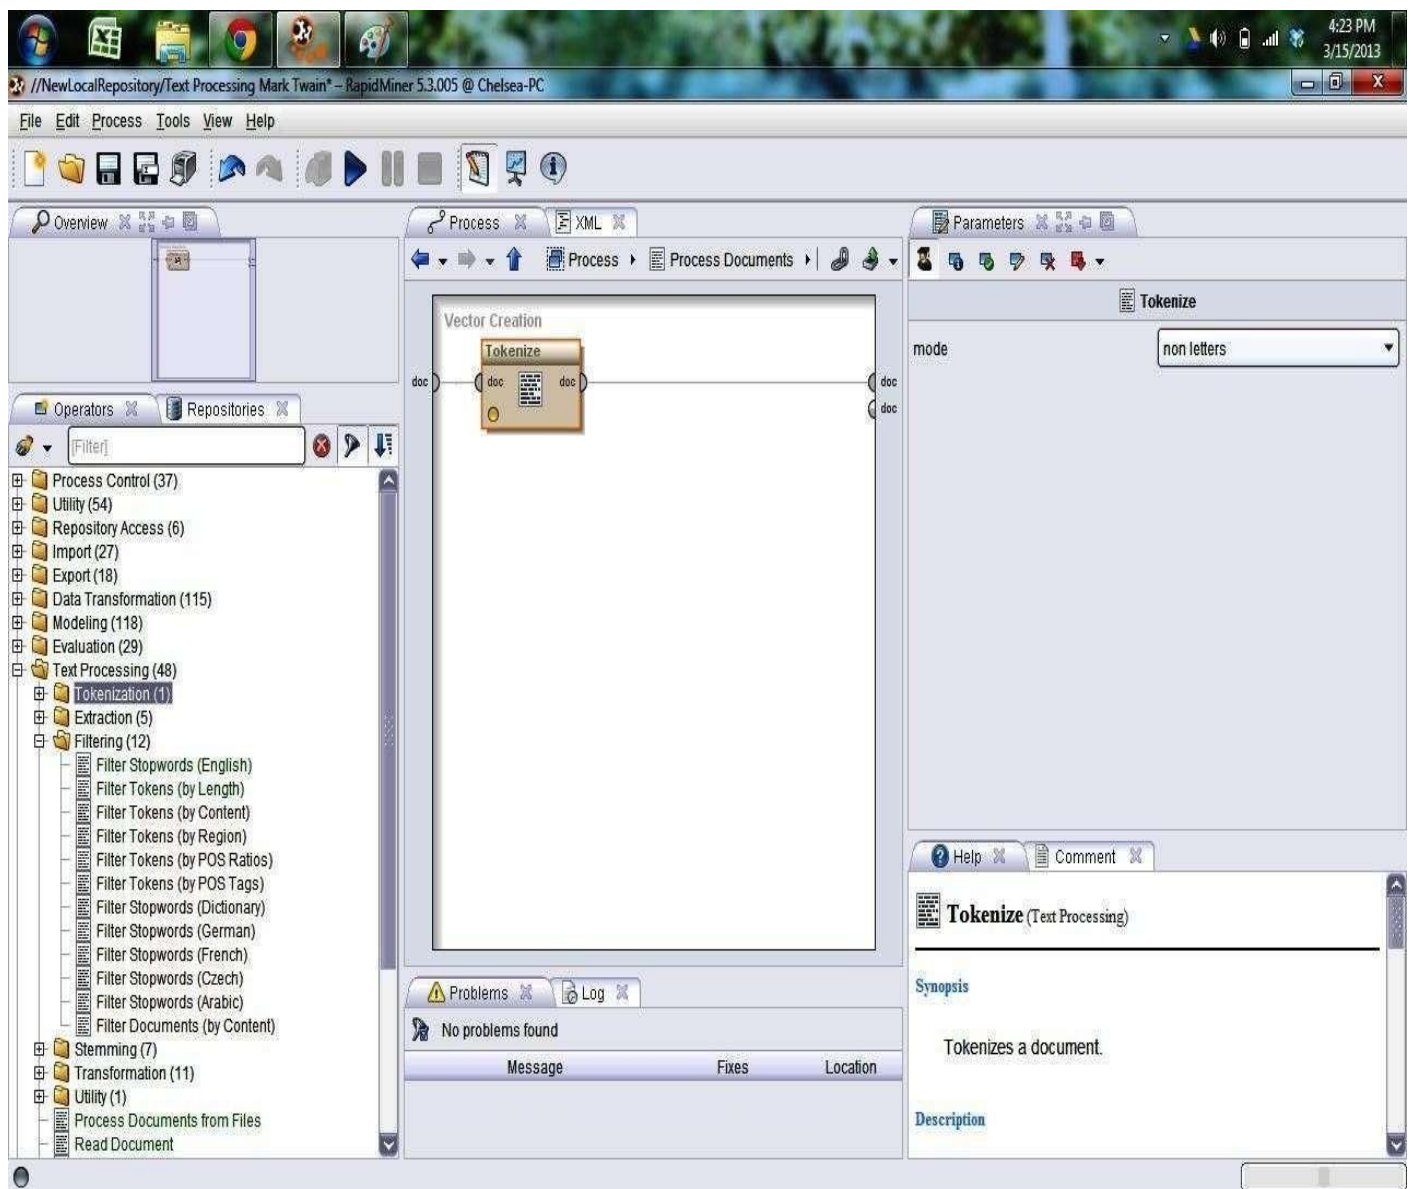 4:23 PM
3/15/2013
//NewLocalRepository/Text Processing Mark Twain* – RapidMiner 5.3.005 @ Chelsea-PC
File Edit Process Tools View Help
Overview
Operators Repositories
[Filter]
Process Control (37)
Utility (54)
Repository Access (6)
Import (27)
Export (18)
Data Transformation (115)
Modeling (118)
Evaluation (29)
Text Processing (48)
Tokenization (1)
Extraction (5)
Filtering (12)
Filter Stopwords (English)
Filter Tokens (by Length)
Filter Tokens (by Content)
Filter Tokens (by Region)
Filter Tokens (by POS Ratios)
Filter Tokens (by POS Tags)
Filter Stopwords (Dictionary)
Filter Stopwords (German)
Filter Stopwords (French)
Filter Stopwords (Czech)
Filter Stopwords (Arabic)
Filter Documents (by Content)
Stemming (7)
Transformation (11)
Utility (1)
Process Documents from Files
Read Document
Process XML
Process Process Documents
Vector Creation
Tokenize
doc doc doc doc
doc
Problems Log
No problems found
Message Fixes Location
Parameters
Tokenize
mode non letters
Help Comment
Tokenize (Text Processing)
Synopsis
Tokenizes a document.
Description